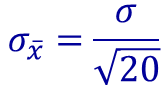 σ_x̄ = σ / √20